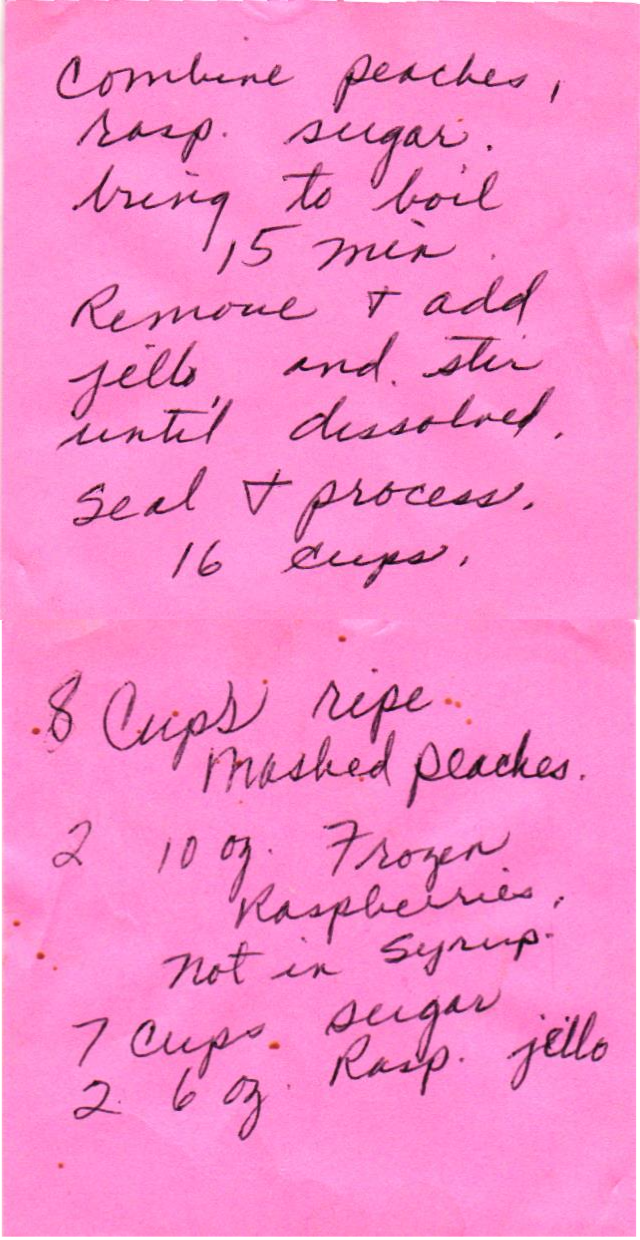 Combine peaches,
rasp. sugar.
bring to boil
15 min.
Remove & add
jello, and stir
until dissolved.
Seal & process.
16 cups.
8 Cups ripe
Mashed peaches.
2 10 oz. Frozen
Raspberries,
not in Syrup.
7 Cups sugar
2 6 oz. Rasp. jello